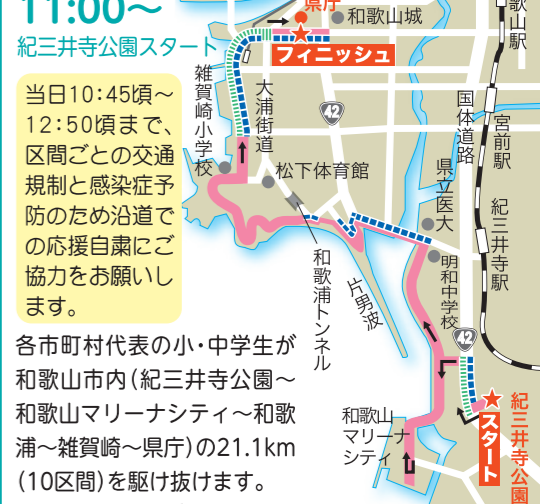 11:00～
紀三井寺公園スタート
当日10:45頃～
12:50頃まで、
区間ごとの交通
規制と感染症予
防のため沿道で
の応援自粛にご
協力をお願いし
ます。
各市町村代表の小・中学生が
和歌山市内(紀三井寺公園～
和歌山マリーナシティ～和歌
浦～雑賀崎～県庁)の21.1km
(10区間)を駆け抜けます。
県庁
和歌山城
フィニッシュ
歌山駅
雑賀崎小学校
大浦街道
42
国体道路
宮前駅
松下体育館
県立医大
紀三井寺駅
和歌浦トンネル
片男波
明和中学校
42
和歌山
マリーナ
シティ
スタート
紀三井寺公園